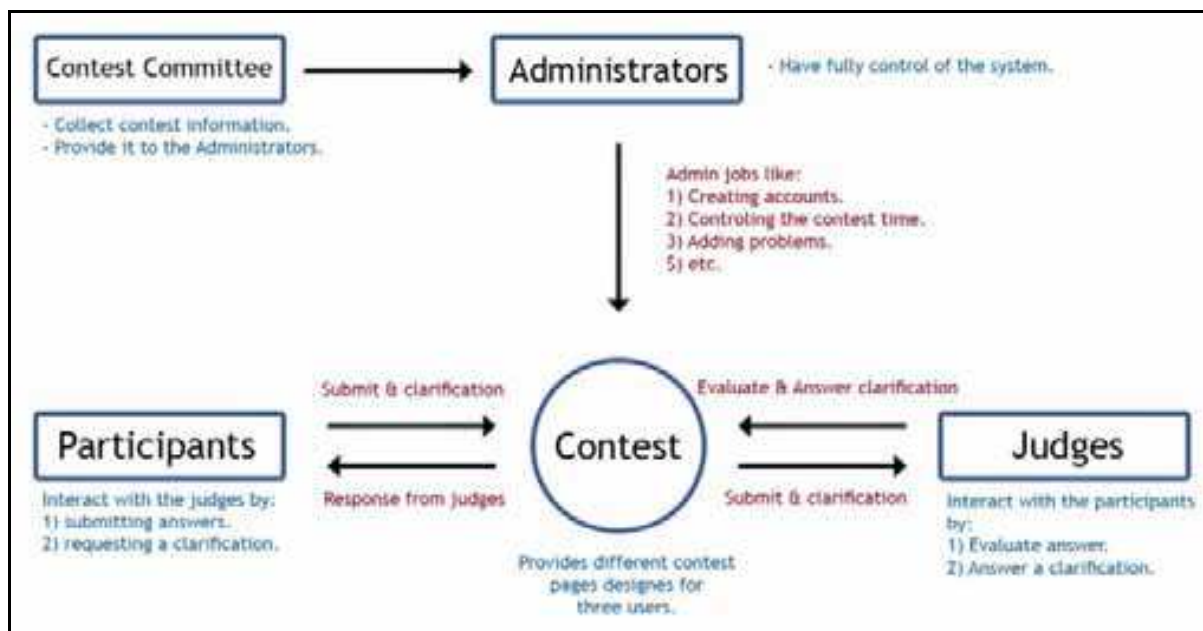 Contest Committee
- Collect contest information.
- Provide it to the Administrators.
Administrators
- Have fully control of the system.
Admin jobs like:
1) Creating accounts.
2) Controling the contest time.
3) Adding problems.
5) etc.
Submit & clarification
Participants
Response from judges
Interact with the judges by:
1) submitting answers.
2) requesting a clarification.
Contest
Provides different contest
pages designes for
three users.
Evaluate & Answer clarification
Judges
Submit & clarification
Interact with the participants
by:
1) Evaluate answer.
2) Answer a clarification.